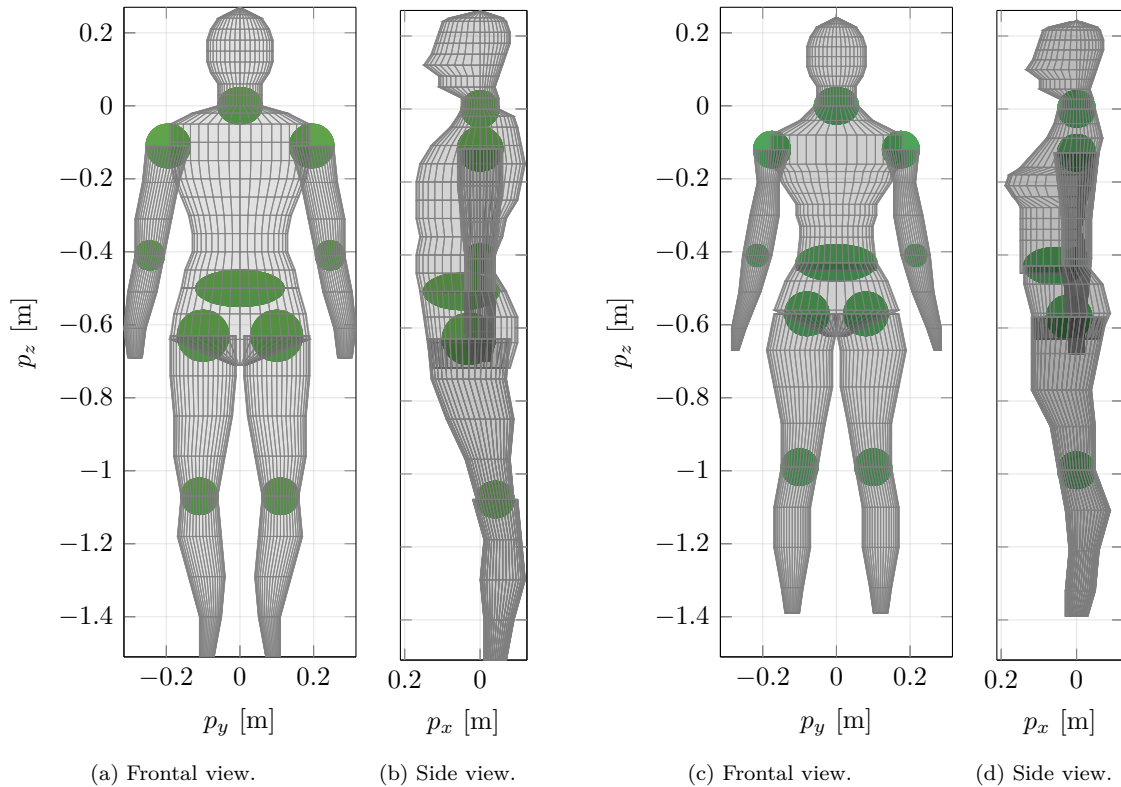 0.2
0
−0.2
−0.4
−0.6
−0.8
−1
−1.2
−1.4
p_z [m]
−0.2 0 0.2
p_y [m]
(a) Frontal view.
0.2 0
p_x [m]
(b) Side view.
0.2
0
−0.2
−0.4
−0.6
−0.8
−1
−1.2
−1.4
p_z [m]
−0.2 0 0.2
p_y [m]
(c) Frontal view.
0.2 0
p_x [m]
(d) Side view.